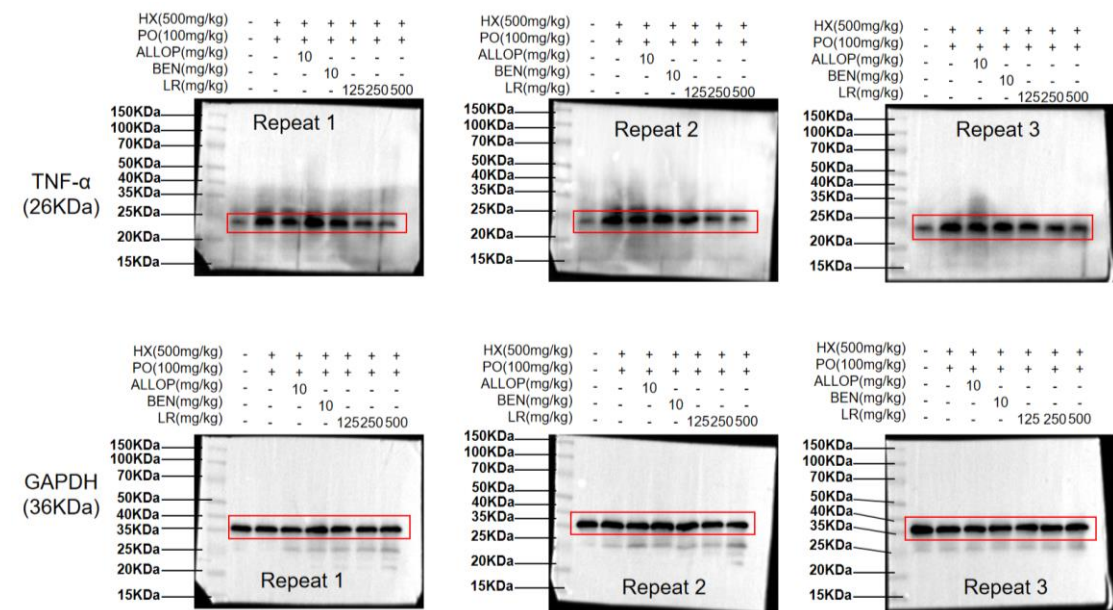 TNF-α
(26KDa)
HX(500mg/kg) - + + + + + +
PO(100mg/kg) - + + + + + +
ALLOP(mg/kg) - - 10 - - - -
BEN(mg/kg) - - - 10 - - -
LR(mg/kg) - - - - 125 250 500
Repeat 1
150KDa
100KDa
70KDa
50KDa
40KDa
35KDa
25KDa
20KDa
15KDa
HX(500mg/kg) - + + + + + +
PO(100mg/kg) - + + + + + +
ALLOP(mg/kg) - - 10 - - - -
BEN(mg/kg) - - - 10 - - -
LR(mg/kg) - - - - 125 250 500
Repeat 2
150KDa
100KDa
70KDa
50KDa
40KDa
35KDa
25KDa
20KDa
15KDa
HX(500mg/kg) - + + + + + +
PO(100mg/kg) - + + + + + +
ALLOP(mg/kg) - - 10 - - - -
BEN(mg/kg) - - - 10 - - -
LR(mg/kg) - - - - 125 250 500
Repeat 3
150KDa
100KDa
70KDa
50KDa
40KDa
35KDa
25KDa
20KDa
15KDa
GAPDH
(36KDa)
HX(500mg/kg) - + + + + + +
PO(100mg/kg) - + + + + + +
ALLOP(mg/kg) - - 10 - - - -
BEN(mg/kg) - - - 10 - - -
LR(mg/kg) - - - - 125 250 500
150KDa
100KDa
70KDa
50KDa
40KDa
35KDa
25KDa
20KDa
15KDa
Repeat 1
HX(500mg/kg) - + + + + + +
PO(100mg/kg) - + + + + + +
ALLOP(mg/kg) - - 10 - - - -
BEN(mg/kg) - - - 10 - - -
LR(mg/kg) - - - - 125 250 500
150KDa
100KDa
70KDa
50KDa
40KDa
35KDa
25KDa
20KDa
15KDa
Repeat 2
HX(500mg/kg) - + + + + + +
PO(100mg/kg) - + + + + + +
ALLOP(mg/kg) - - 10 - - - -
BEN(mg/kg) - - - 10 - - -
LR(mg/kg) - - - - 125 250 500
150KDa
100KDa
70KDa
50KDa
40KDa
35KDa
25KDa
20KDa
15KDa
Repeat 3